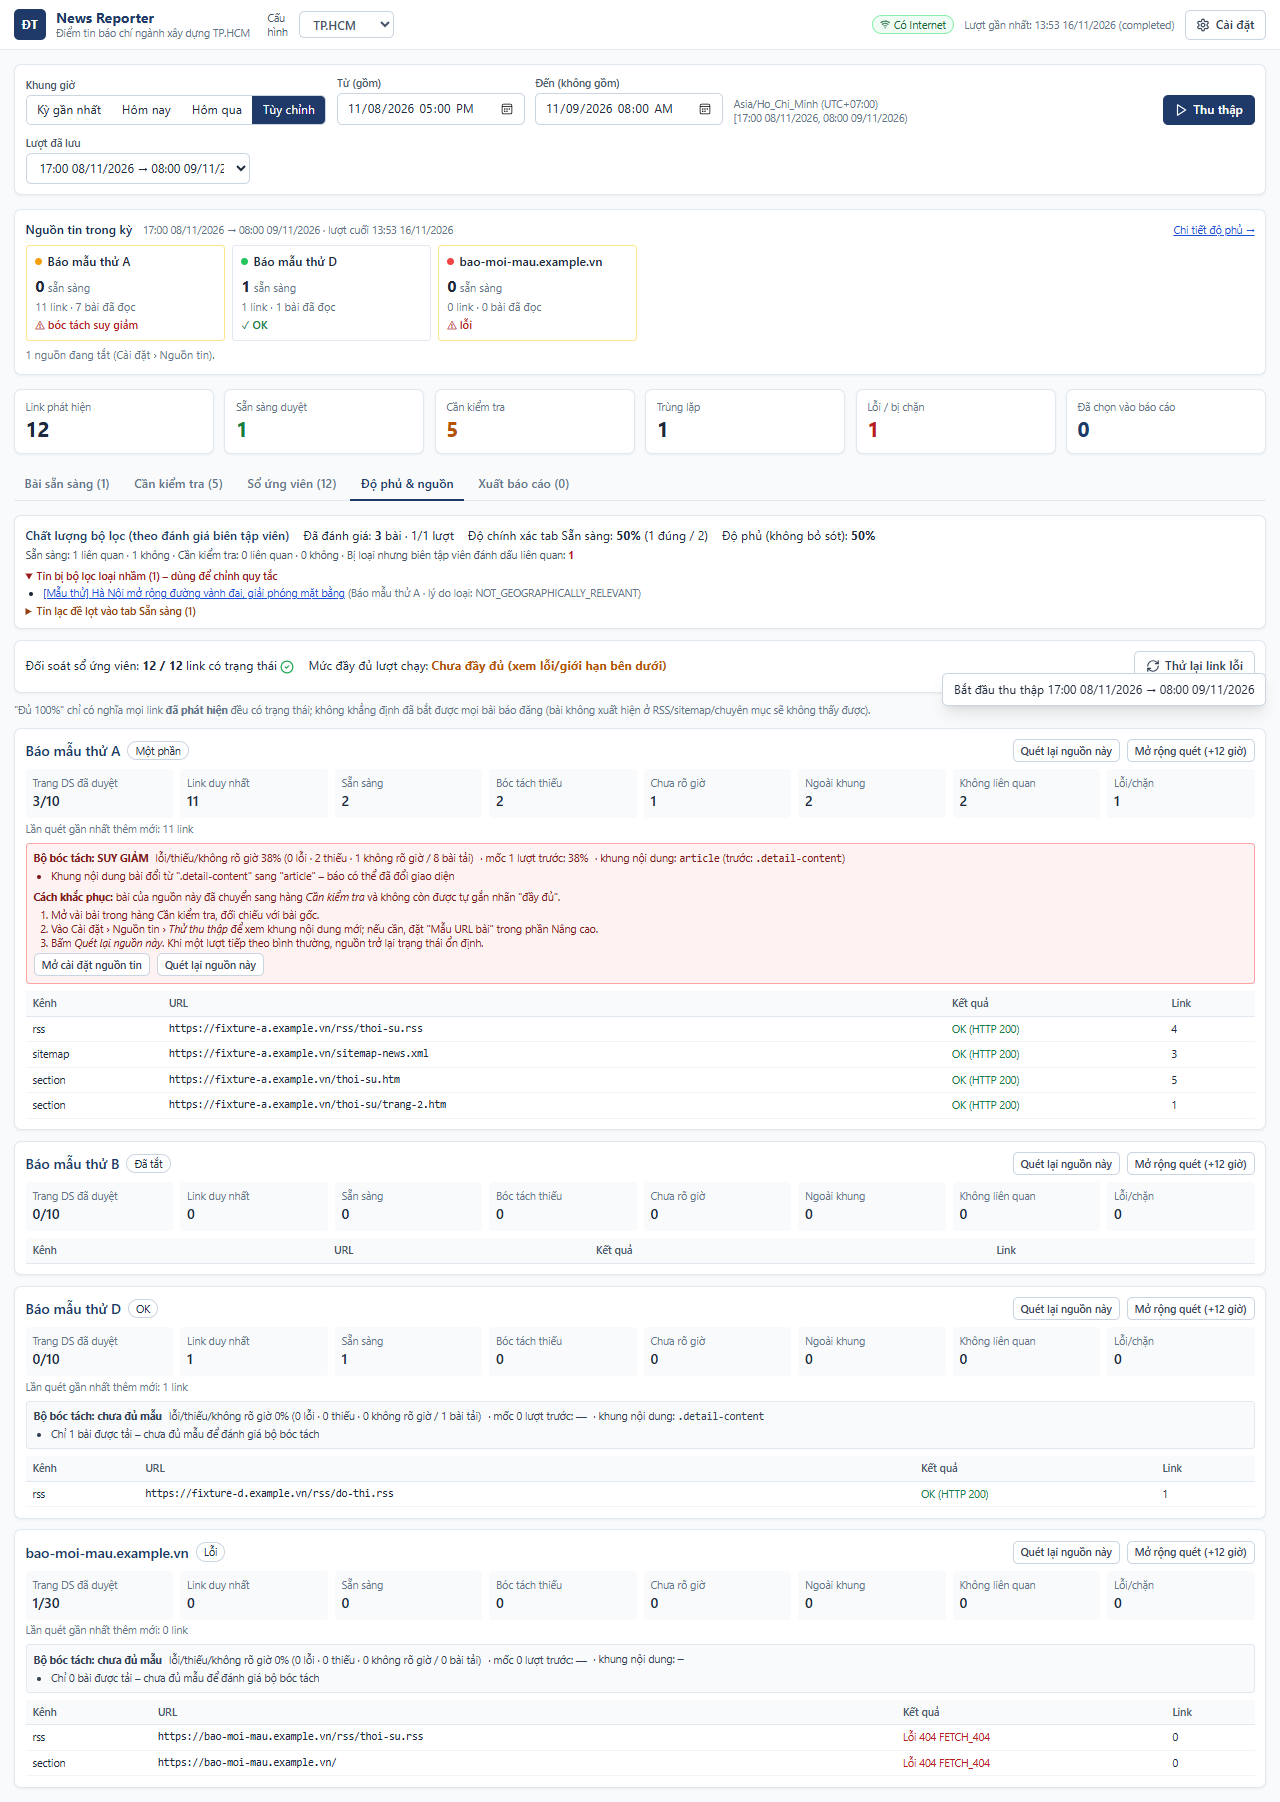 ĐT
News Reporter
Điểm tin báo chí ngành xây dựng TP.HCM
Cấu hình
TP.HCM
Có Internet
Lượt gần nhất: 13:53 16/11/2026 (completed)
Cài đặt
Khung giờ
Kỳ gần nhất Hôm nay Hôm qua Tùy chỉnh
Từ (gồm)
11/08/2026 05:00 PM
Đến (không gồm)
11/09/2026 08:00 AM
Asia/Ho_Chi_Minh (UTC+07:00)
[17:00 08/11/2026, 08:00 09/11/2026)
Thu thập
Lượt đã lưu
17:00 08/11/2026 → 08:00 09/11/2
Nguồn tin trong kỳ 17:00 08/11/2026 → 08:00 09/11/2026 · lượt cuối 13:53 16/11/2026
Chi tiết độ phủ →
Báo mẫu thử A
0 sẵn sàng
11 link · 7 bài đã đọc
⚠ bóc tách suy giảm
Báo mẫu thử D
1 sẵn sàng
1 link · 1 bài đã đọc
✓ OK
bao-moi-mau.example.vn
0 sẵn sàng
0 link · 0 bài đã đọc
⚠ lỗi
1 nguồn đang tắt (Cài đặt › Nguồn tin).
Link phát hiện
12
Sẵn sàng duyệt
1
Cần kiểm tra
5
Trùng lặp
1
Lỗi / bị chặn
1
Đã chọn vào báo cáo
0
Bài sẵn sàng (1) Cần kiểm tra (5) Sổ ứng viên (12) Độ phủ & nguồn Xuất báo cáo (0)
Chất lượng bộ lọc (theo đánh giá biên tập viên) Đã đánh giá: 3 bài · 1/1 lượt Độ chính xác tab Sẵn sàng: 50% (1 đúng / 2) Độ phủ (không bỏ sót): 50%
Sẵn sàng: 1 liên quan · 1 không · Cần kiểm tra: 0 liên quan · 0 không · Bị loại nhưng biên tập viên đánh dấu liên quan: 1
▼ Tin bị bộ lọc loại nhầm (1) – dùng để chỉnh quy tắc
• [Mẫu thử] Hà Nội mở rộng đường vành đai, giải phóng mặt bằng (Báo mẫu thử A · lý do loại: NOT_GEOGRAPHICALLY_RELEVANT)
▶ Tin lạc đề lọt vào tab Sẵn sàng (1)
Đối soát sổ ứng viên: 12 / 12 link có trạng thái Mức đầy đủ lượt chạy: Chưa đầy đủ (xem lỗi/giới hạn bên dưới)
Thử lại link lỗi
Bắt đầu thu thập 17:00 08/11/2026 → 08:00 09/11/2026
"Đủ 100%" chỉ có nghĩa mọi link đã phát hiện đều có trạng thái; không khẳng định đã bắt được mọi bài báo đăng (bài không xuất hiện ở RSS/sitemap/chuyên mục sẽ không thấy được).
Báo mẫu thử A Một phần
Quét lại nguồn này Mở rộng quét (+12 giờ)
Trang DS đã duyệt Link duy nhất Sẵn sàng Bóc tách thiếu Chưa rõ giờ Ngoài khung Không liên quan Lỗi/chặn
3/10 11 2 2 1 2 2 1
Lần quét gần nhất thêm mới: 11 link
Bộ bóc tách: SUY GIẢM lỗi/thiếu/không rõ giờ 38% (0 lỗi · 2 thiếu · 1 không rõ giờ / 8 bài tải) · mốc 1 lượt trước: 38% · khung nội dung: article (trước: .detail-content)
• Khung nội dung bài đổi từ ".detail-content" sang "article" – báo có thể đã đổi giao diện
Cách khắc phục: bài của nguồn này đã chuyển sang hàng Cần kiểm tra và không còn được tự gắn nhãn "đầy đủ".
1. Mở vài bài trong hàng Cần kiểm tra, đối chiếu với bài gốc.
2. Vào Cài đặt › Nguồn tin › Thử thu thập để xem khung nội dung mới; nếu cần, đặt "Mẫu URL bài" trong phần Nâng cao.
3. Bấm Quét lại nguồn này. Khi một lượt tiếp theo bình thường, nguồn trở lại trạng thái ổn định.
Mở cài đặt nguồn tin Quét lại nguồn này
Kênh URL Kết quả Link
rss https://fixture-a.example.vn/rss/thoi-su.rss OK (HTTP 200) 4
sitemap https://fixture-a.example.vn/sitemap-news.xml OK (HTTP 200) 3
section https://fixture-a.example.vn/thoi-su.htm OK (HTTP 200) 5
section https://fixture-a.example.vn/thoi-su/trang-2.htm OK (HTTP 200) 1
Báo mẫu thử B Đã tắt
Quét lại nguồn này Mở rộng quét (+12 giờ)
Trang DS đã duyệt Link duy nhất Sẵn sàng Bóc tách thiếu Chưa rõ giờ Ngoài khung Không liên quan Lỗi/chặn
0/10 0 0 0 0 0 0 0
Kênh URL Kết quả Link
Báo mẫu thử D OK
Quét lại nguồn này Mở rộng quét (+12 giờ)
Trang DS đã duyệt Link duy nhất Sẵn sàng Bóc tách thiếu Chưa rõ giờ Ngoài khung Không liên quan Lỗi/chặn
0/10 1 1 0 0 0 0 0
Lần quét gần nhất thêm mới: 1 link
Bộ bóc tách: chưa đủ mẫu lỗi/thiếu/không rõ giờ 0% (0 lỗi · 0 thiếu · 0 không rõ giờ / 1 bài tải) · mốc 0 lượt trước: — · khung nội dung: .detail-content
• Chỉ 1 bài được tải – chưa đủ mẫu để đánh giá bộ bóc tách
Kênh URL Kết quả Link
rss https://fixture-d.example.vn/rss/do-thi.rss OK (HTTP 200) 1
bao-moi-mau.example.vn Lỗi
Quét lại nguồn này Mở rộng quét (+12 giờ)
Trang DS đã duyệt Link duy nhất Sẵn sàng Bóc tách thiếu Chưa rõ giờ Ngoài khung Không liên quan Lỗi/chặn
1/30 0 0 0 0 0 0 0
Lần quét gần nhất thêm mới: 0 link
Bộ bóc tách: chưa đủ mẫu lỗi/thiếu/không rõ giờ 0% (0 lỗi · 0 thiếu · 0 không rõ giờ / 0 bài tải) · mốc 0 lượt trước: — · khung nội dung: —
• Chỉ 0 bài được tải – chưa đủ mẫu để đánh giá bộ bóc tách
Kênh URL Kết quả Link
rss https://bao-moi-mau.example.vn/rss/thoi-su.rss Lỗi 404 FETCH_404 0
section https://bao-moi-mau.example.vn/ Lỗi 404 FETCH_404 0